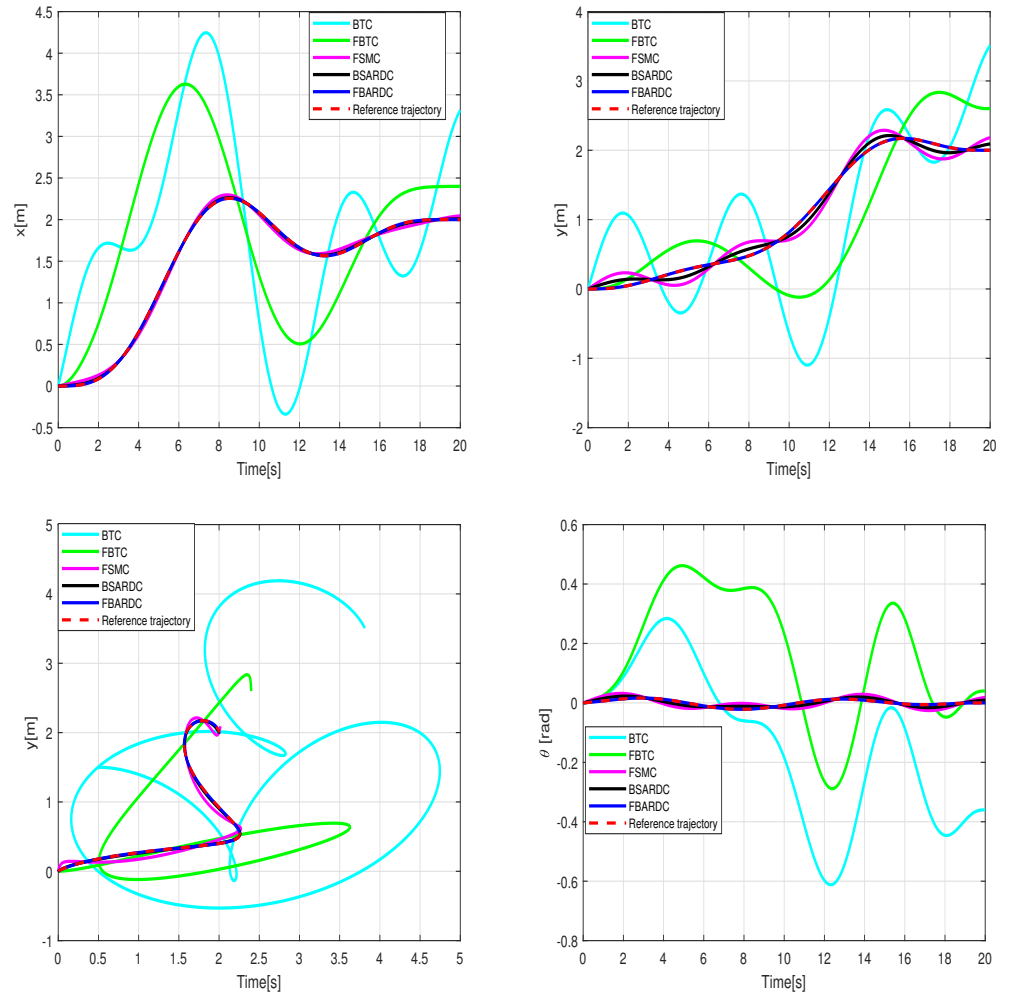 4.5
4
3.5
3
2.5
2
1.5
1
0.5
0
-0.5
x[m]
0 2 4 6 8 10 12 14 16 18 20
Time[s]
BTC
FBTC
FSMC
BSARDC
FBARDC
Reference trajectory
4
3
2
1
0
-1
-2
y[m]
0 2 4 6 8 10 12 14 16 18 20
Time[s]
BTC
FBTC
FSMC
BSARDC
FBARDC
Reference trajectory
5
4
3
2
1
0
-1
y[m]
0 0.5 1 1.5 2 2.5 3 3.5 4 4.5 5
Time[s]
BTC
FBTC
FSMC
BSARDC
FBARDC
Reference trajectory
0.6
0.4
0.2
0
-0.2
-0.4
-0.6
-0.8
θ [rad]
0 2 4 6 8 10 12 14 16 18 20
Time[s]
BTC
FBTC
FSMC
BSARDC
FBARDC
Reference trajectory